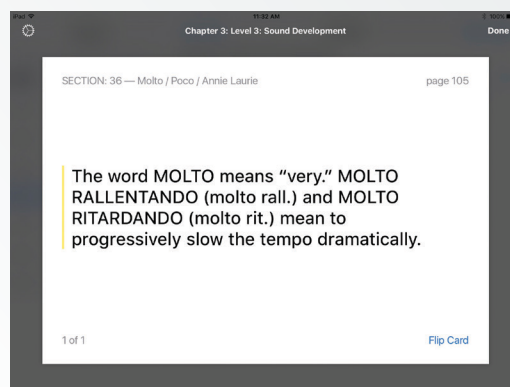 iPad
11:32 AM
100%
Chapter 3: Level 3: Sound Development
Done
SECTION: 36 — Molto / Poco / Annie Laurie
page 105
The word MOLTO means “very.” MOLTO
RALLENTANDO (molto rall.) and MOLTO
RITARDANDO (molto rit.) mean to
progressively slow the tempo dramatically.
1 of 1
Flip Card